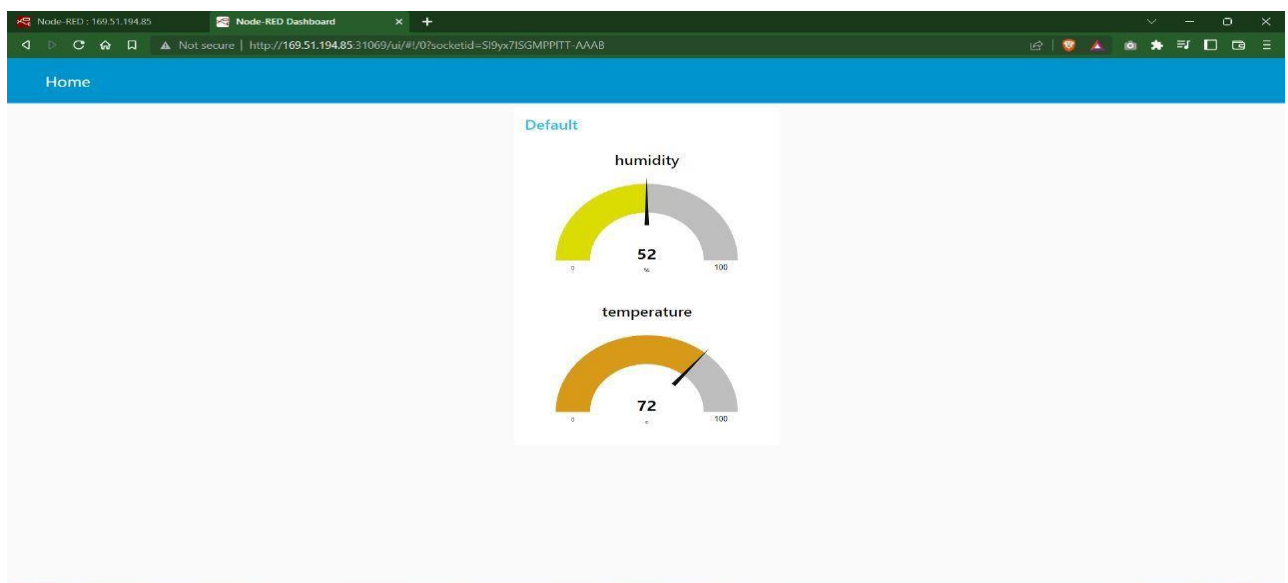 Node-RED : 169.51.194.85
Node-RED Dashboard
Not secure | http://169.51.194.85:31069/ui/#!/0?socketid=SI9yx7ISGMPPITT-AAAB
Home
Default
humidity
52
%
0 100
temperature
72
0 100